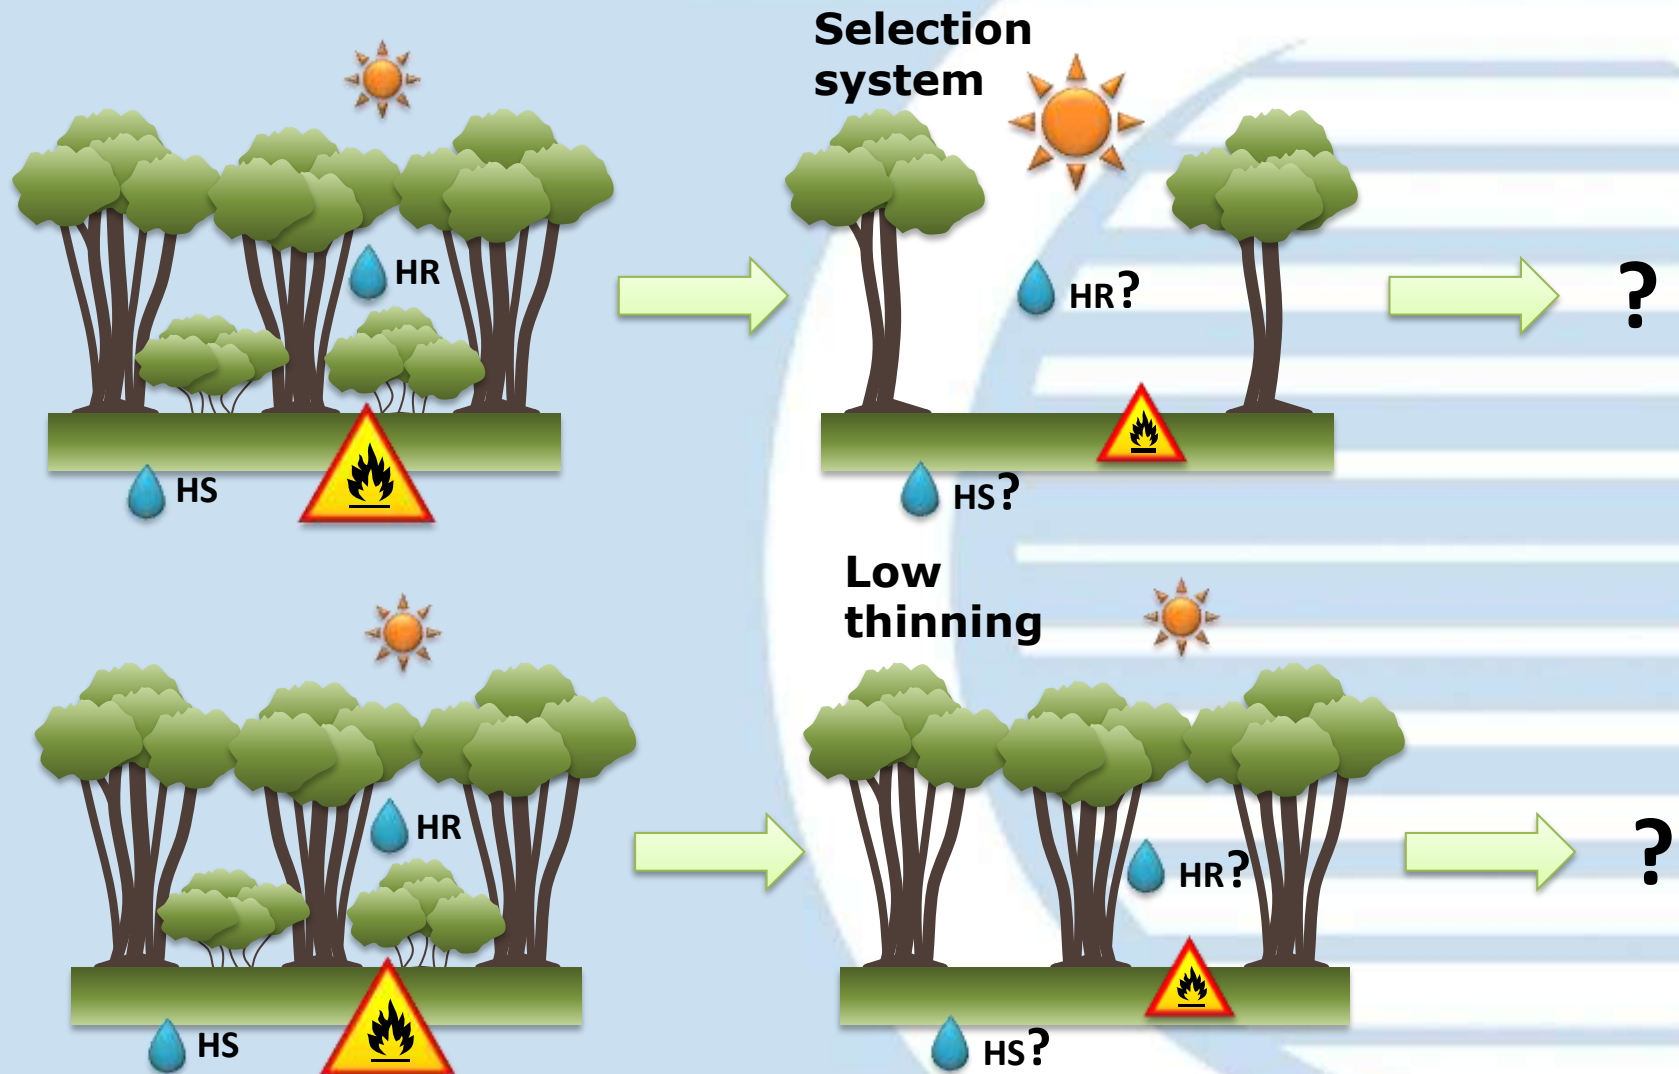 Selection
system
HR
HR?
?
HS
HS?
Low
thinning
HR
HR?
?
HS
HS?